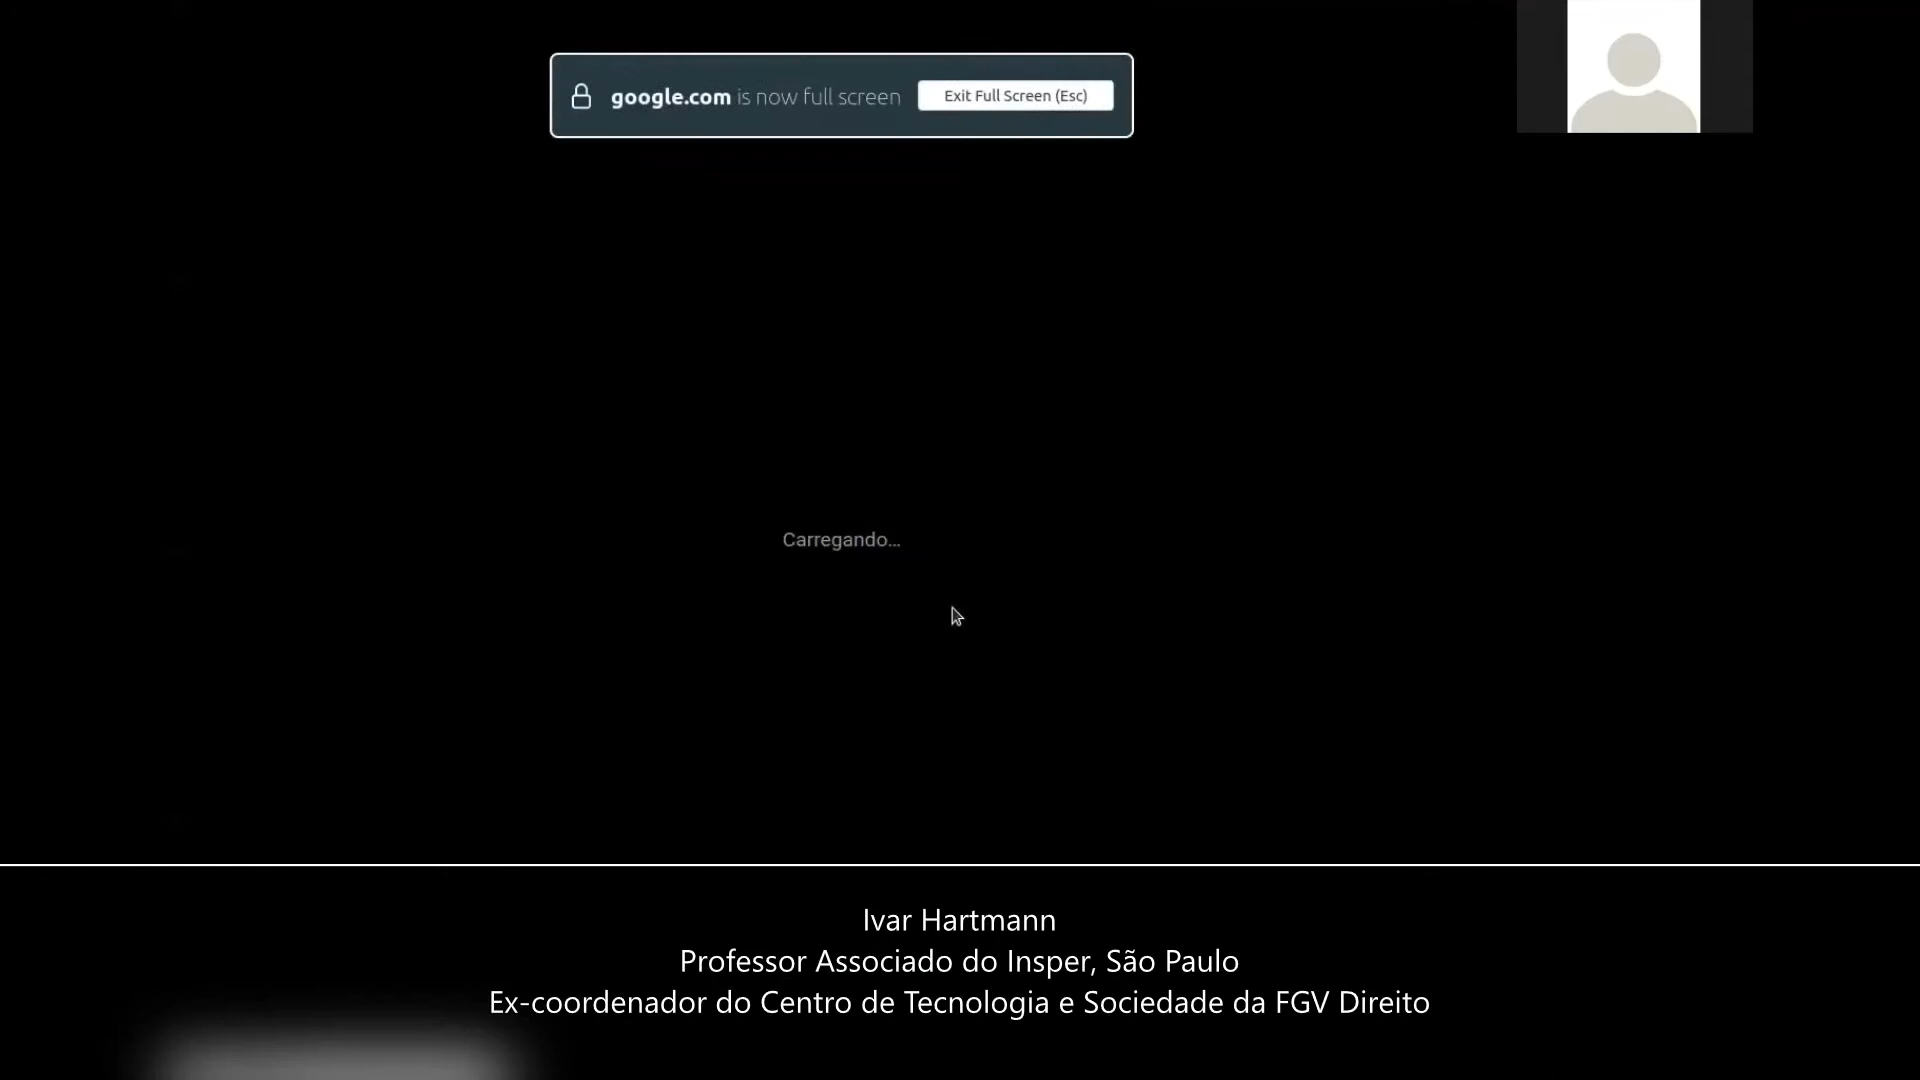 google.com is now full screen
Exit Full Screen (Esc)
Carregando...
Ivar Hartmann
Professor Associado do Insper, São Paulo
Ex-coordenador do Centro de Tecnologia e Sociedade da FGV Direito